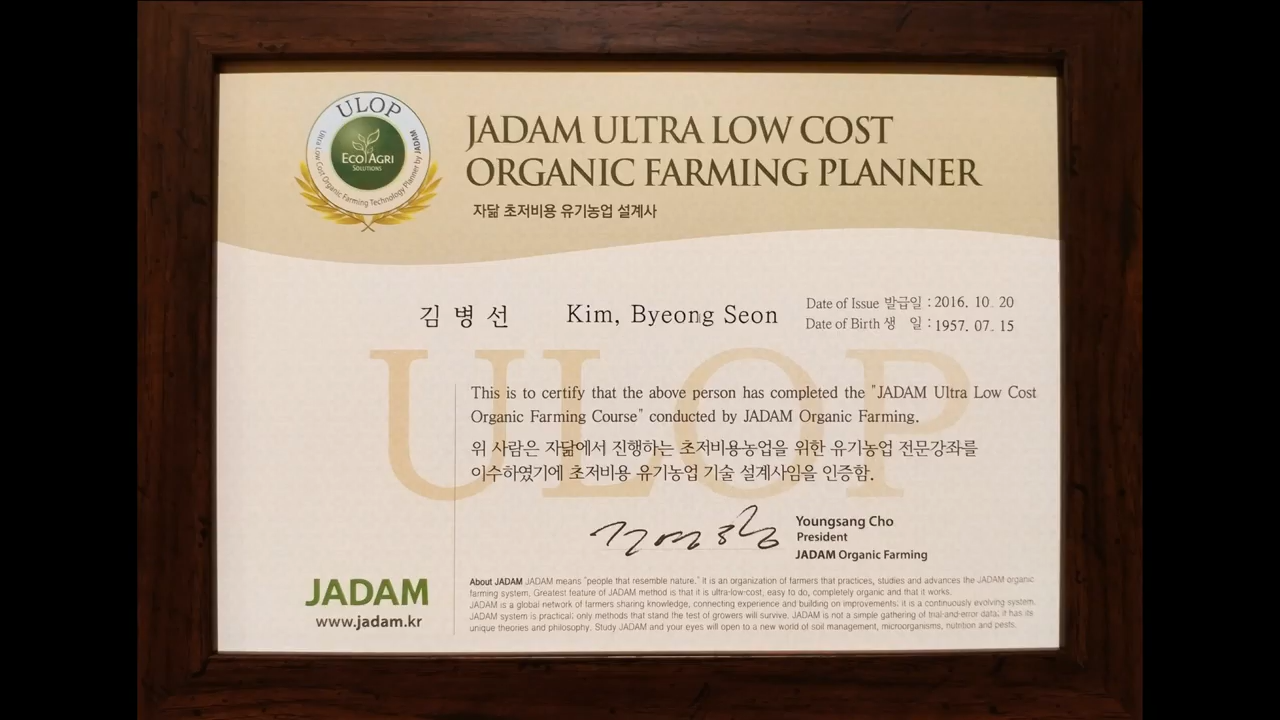 ULOP
Ultra Low Cost Organic Farming Technology Planner by JADAM
ECO AGRI
SOLUTIONS
JADAM ULTRA LOW COST
ORGANIC FARMING PLANNER
자닮 초저비용 유기농업 설계사
김 병 선 Kim, Byeong Seon
Date of Issue 발급일 : 2016. 10. 20
Date of Birth 생 일 : 1957. 07. 15
ULOP
This is to certify that the above person has completed the "JADAM Ultra Low Cost
Organic Farming Course" conducted by JADAM Organic Farming.
위 사람은 자닮에서 진행하는 초저비용농업을 위한 유기농업 전문강좌를
이수하였기에 초저비용 유기농업 기술 설계사임을 인증함.
조영상
Youngsang Cho
President
JADAM Organic Farming
JADAM
www.jadam.kr
About JADAM JADAM means "people that resemble nature." It is an organization of farmers that practices, studies and advances the JADAM organic
farming system. Greatest feature of JADAM method is that it is ultra-low-cost, easy to do, completely organic and that it works.
JADAM is a global network of farmers sharing knowledge, connecting experience and building on improvements; it is a continuously evolving system.
JADAM system is practical; only methods that stand the test of growers will survive. JADAM is not a simple gathering of trial-and-error data; it has its
unique theories and philosophy. Study JADAM and your eyes will open to a new world of soil management, microorganisms, nutrition and pests.